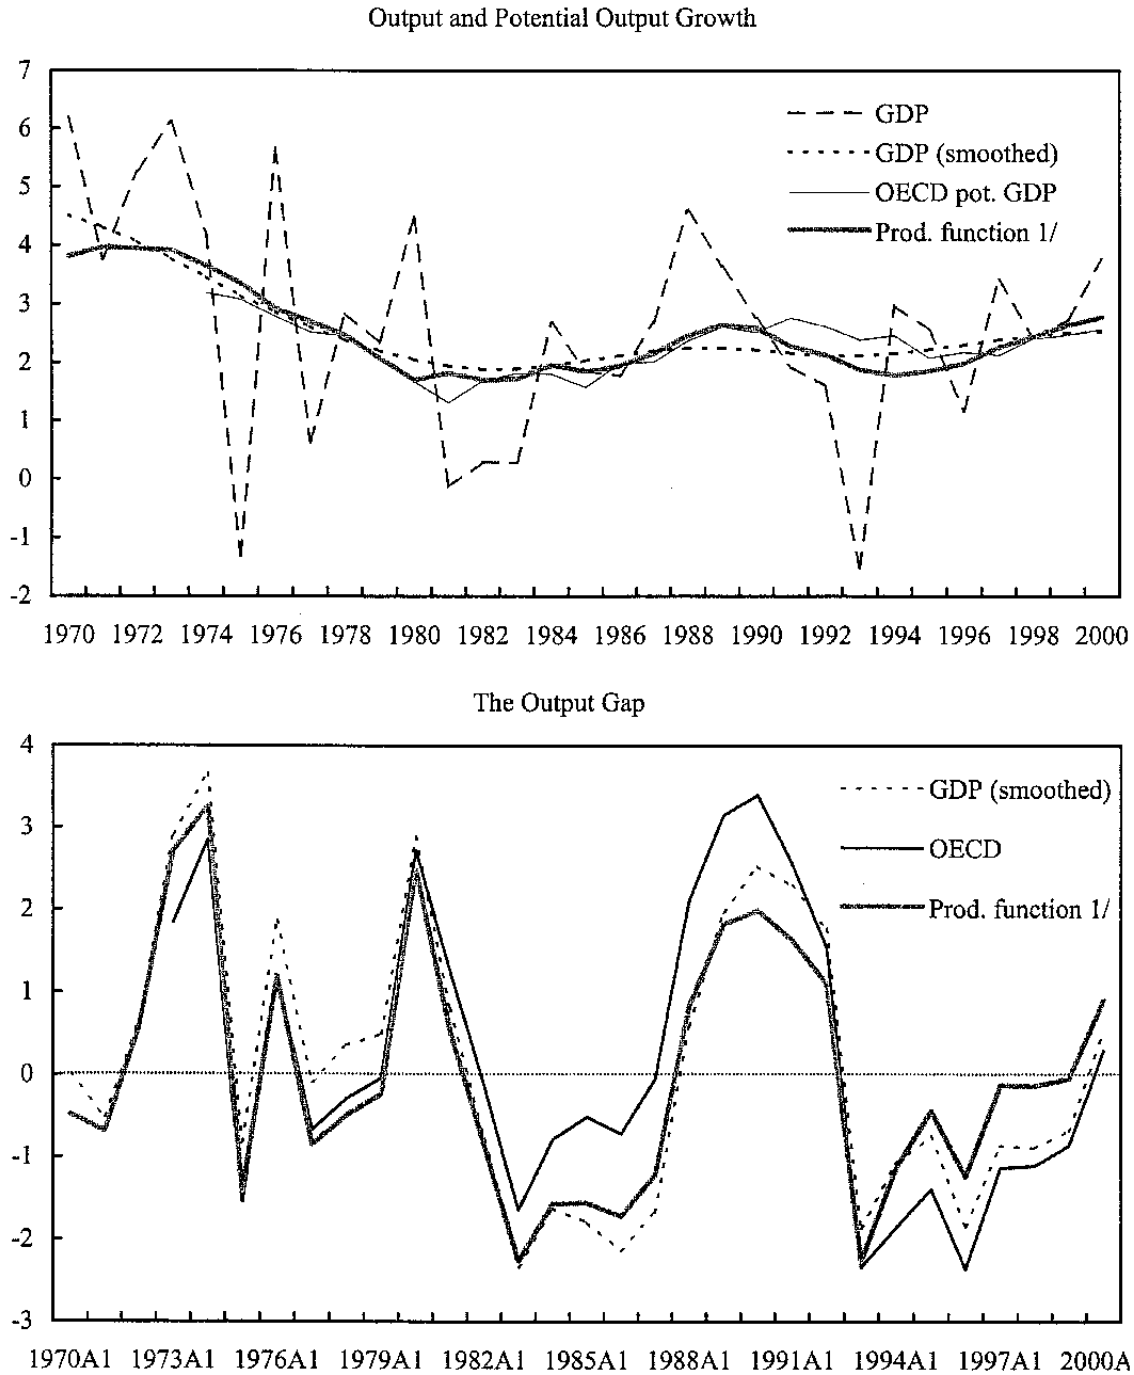 Output and Potential Output Growth
7
6
5
4
3
2
1
0
-1
-2
GDP
GDP (smoothed)
OECD pot. GDP
Prod. function 1/
1970 1972 1974 1976 1978 1980 1982 1984 1986 1988 1990 1992 1994 1996 1998 2000
The Output Gap
4
3
2
1
0
-1
-2
-3
GDP (smoothed)
OECD
Prod. function 1/
1970A1 1973A1 1976A1 1979A1 1982A1 1985A1 1988A1 1991A1 1994A1 1997A1 2000A